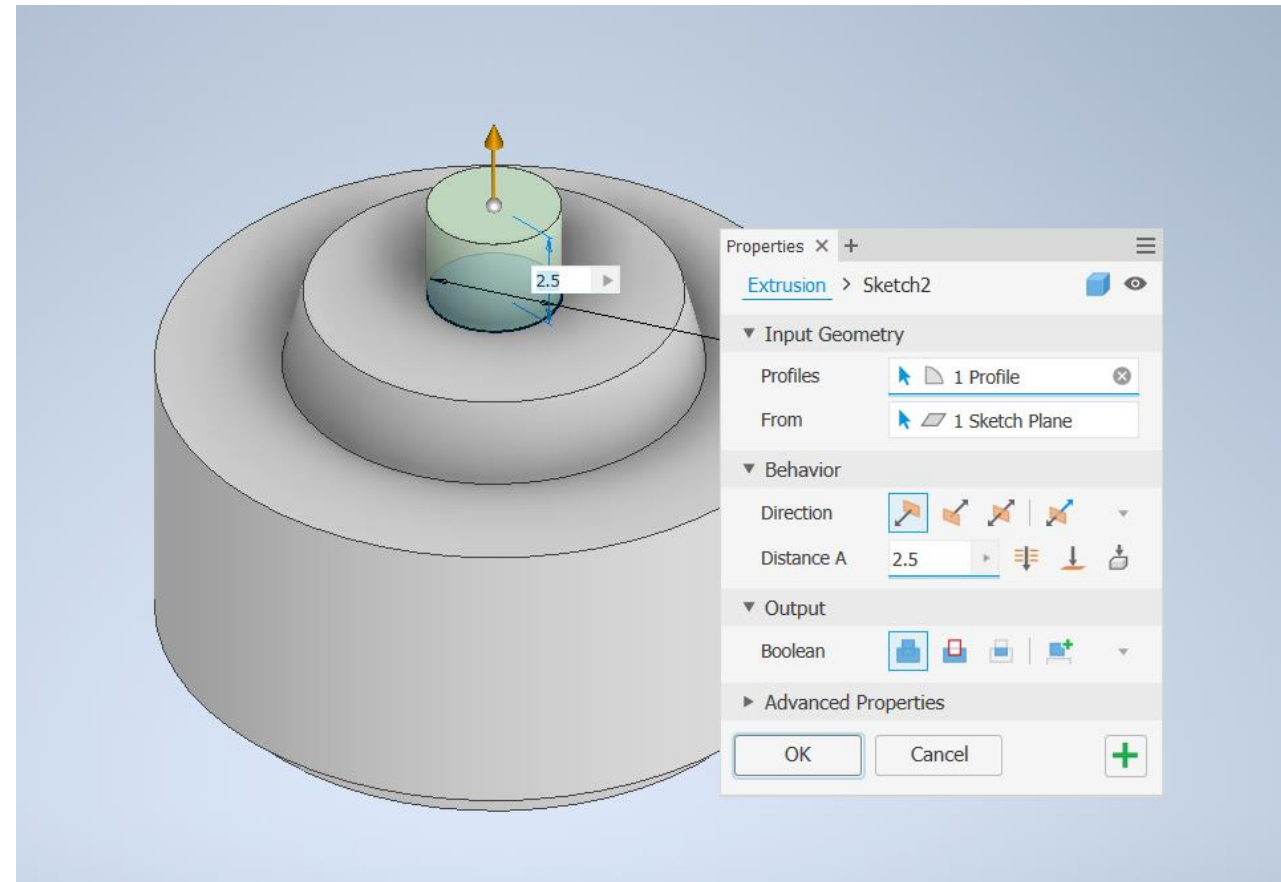 Properties × +
Extrusion > Sketch2
Input Geometry
Profiles 1 Profile
From 1 Sketch Plane
Behavior
Direction
Distance A 2.5
Output
Boolean
Advanced Properties
OK Cancel
2.5